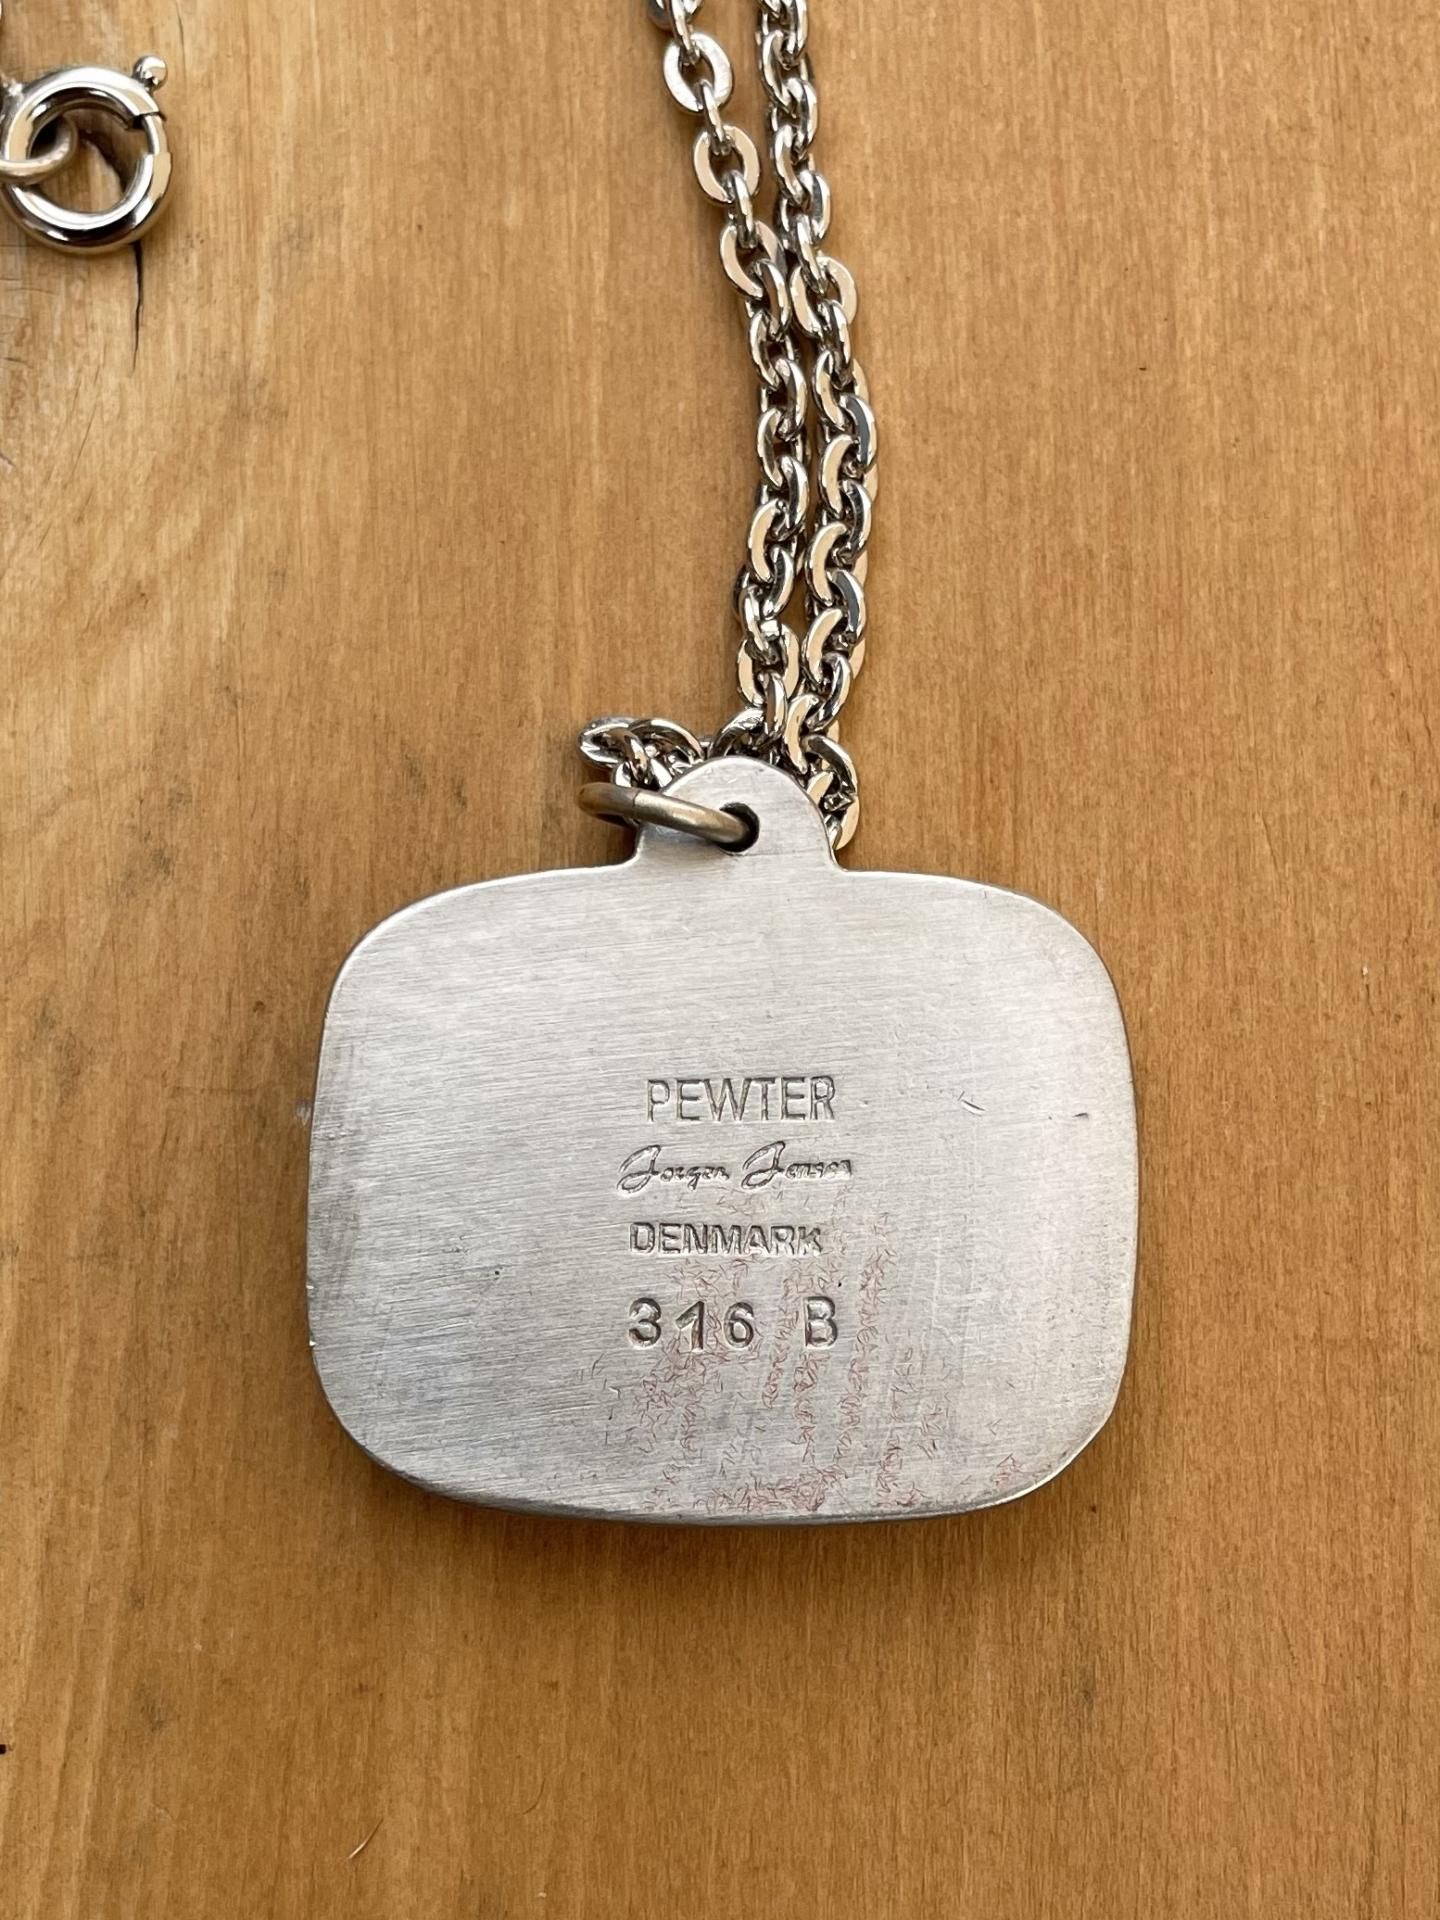 PEWTER
Jorgen Jensen
DENMARK
316 B